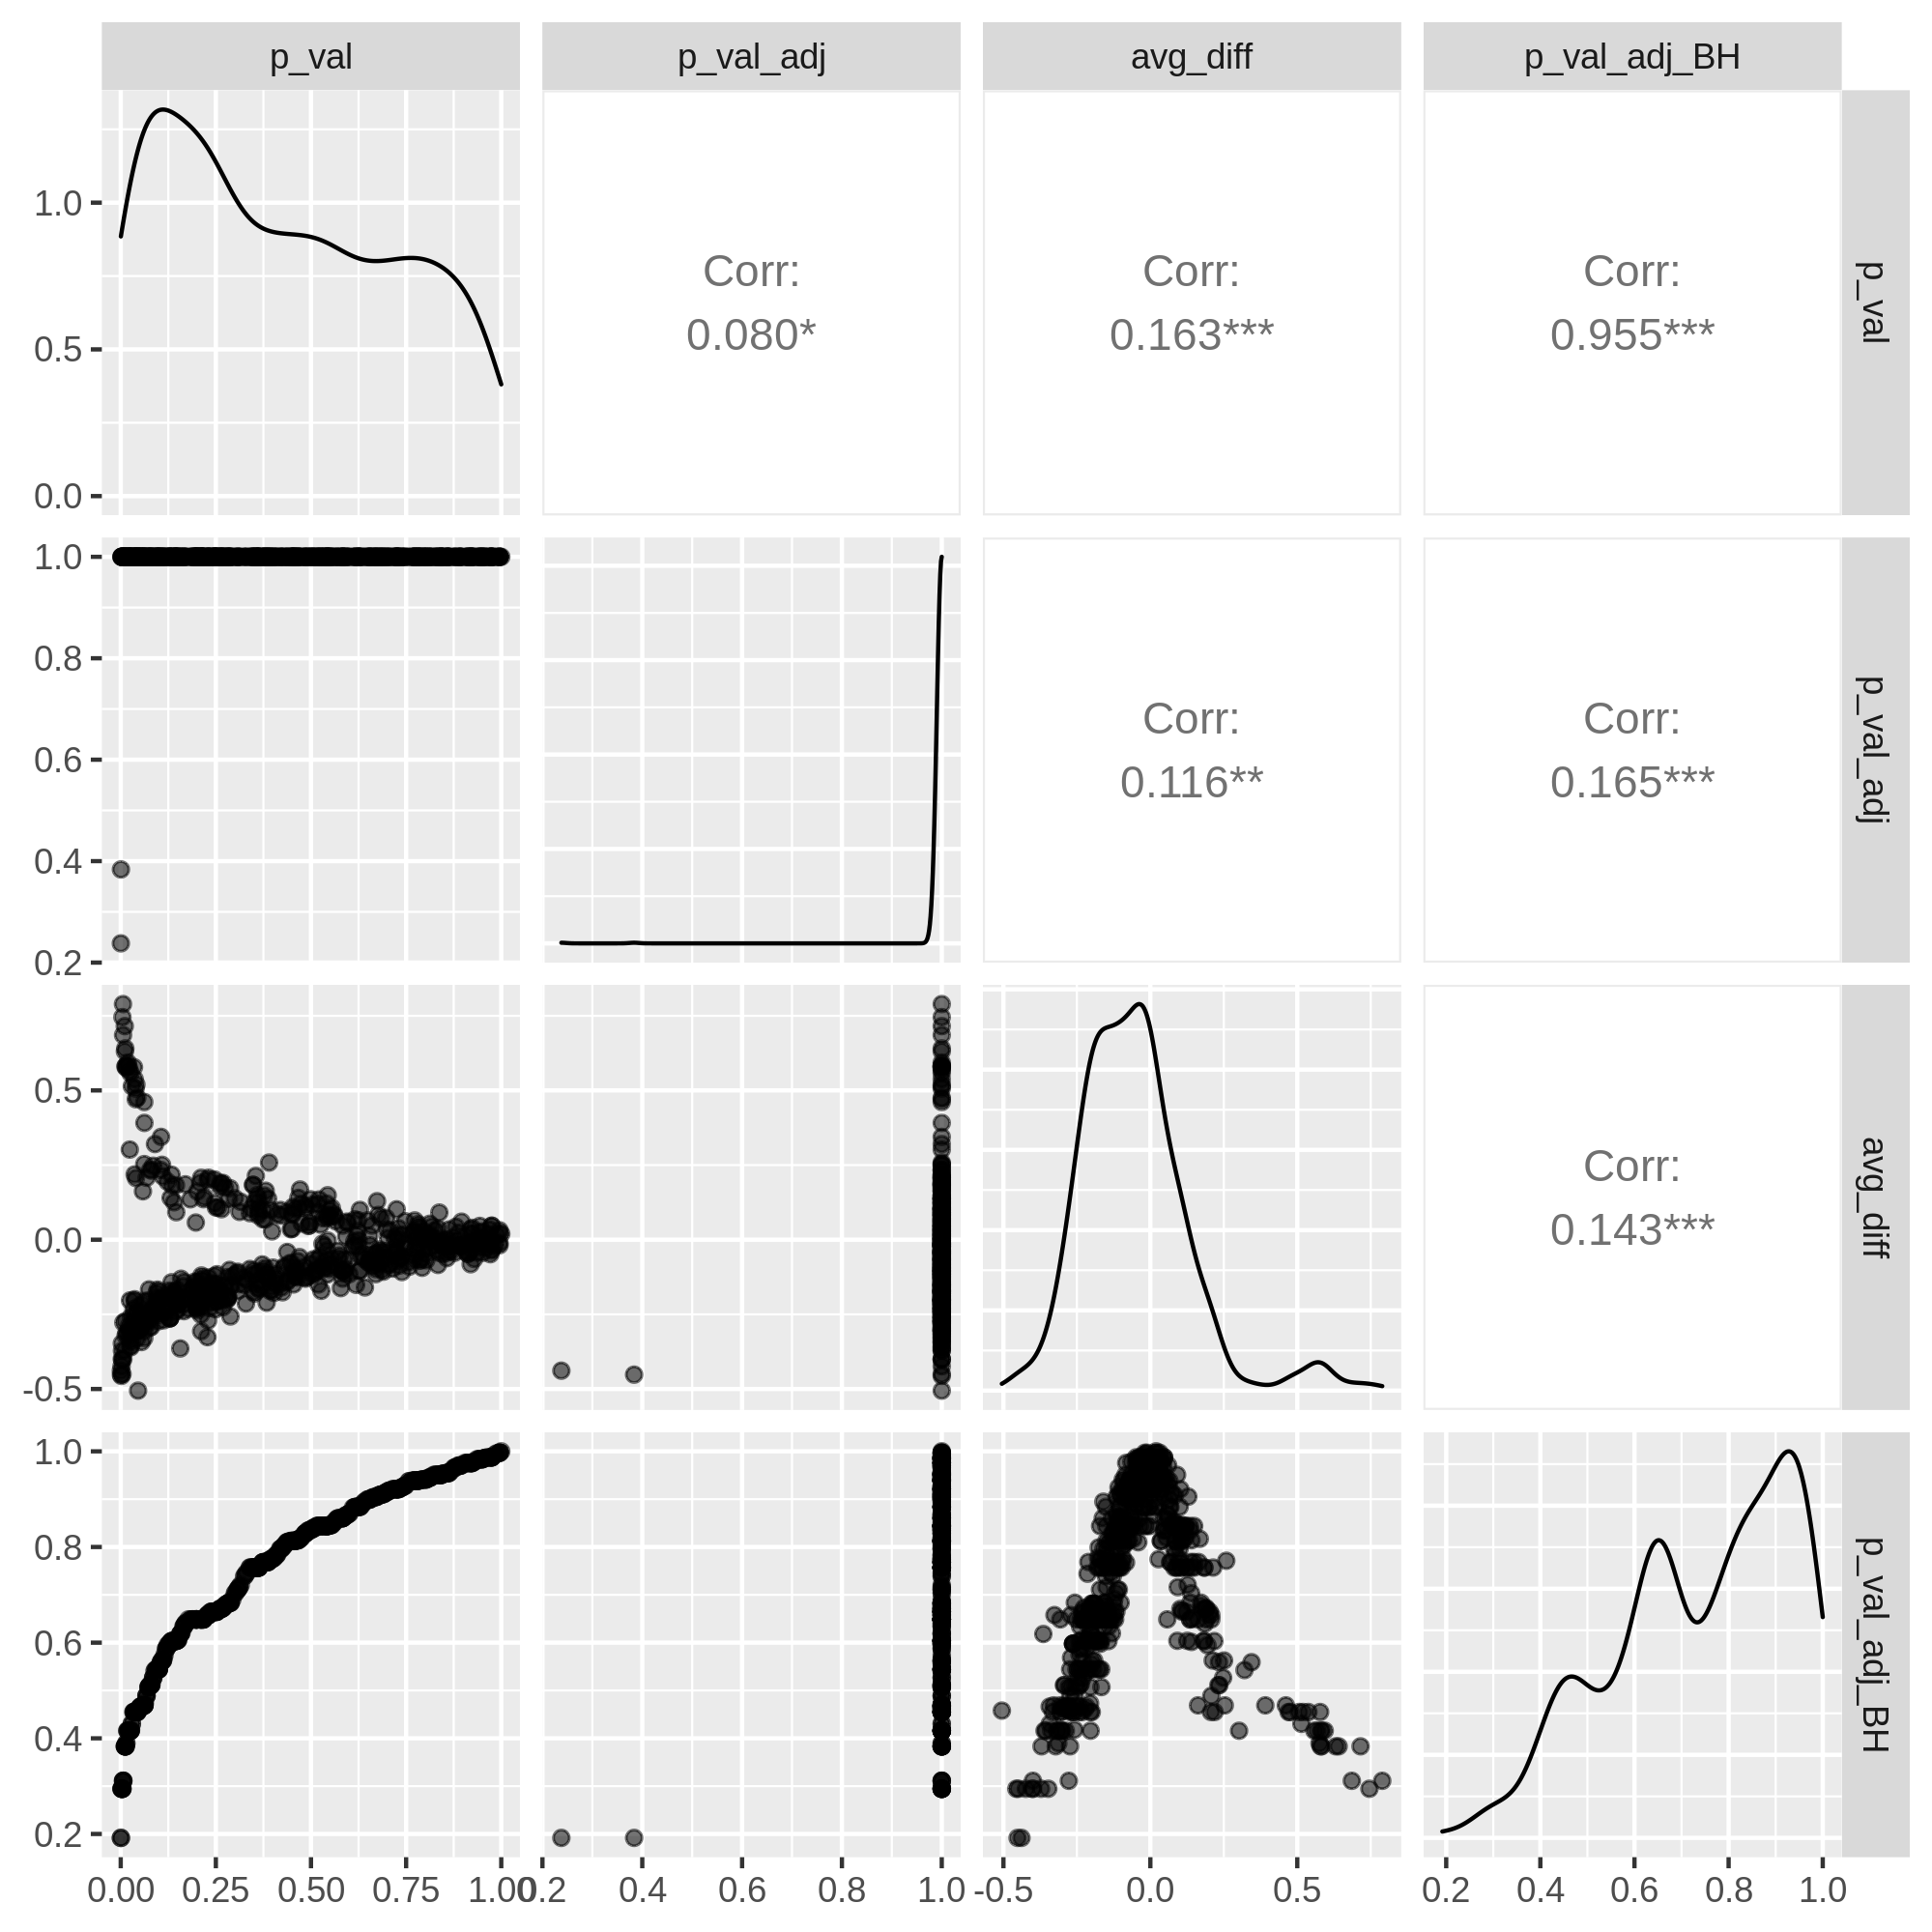 p_val p_val_adj avg_diff p_val_adj_BH
1.0
0.5
0.0
Corr:
0.080*
Corr:
0.163***
Corr:
0.955***
p_val
1.0
0.8
0.6
0.4
0.2
Corr:
0.116**
Corr:
0.165***
p_val_adj
0.5
0.0
-0.5
Corr:
0.143***
avg_diff
1.0
0.8
0.6
0.4
0.2
p_val_adj_BH
0.00 0.25 0.50 0.75 1.00 0.2 0.4 0.6 0.8 1.0 -0.5 0.0 0.5 0.2 0.4 0.6 0.8 1.0